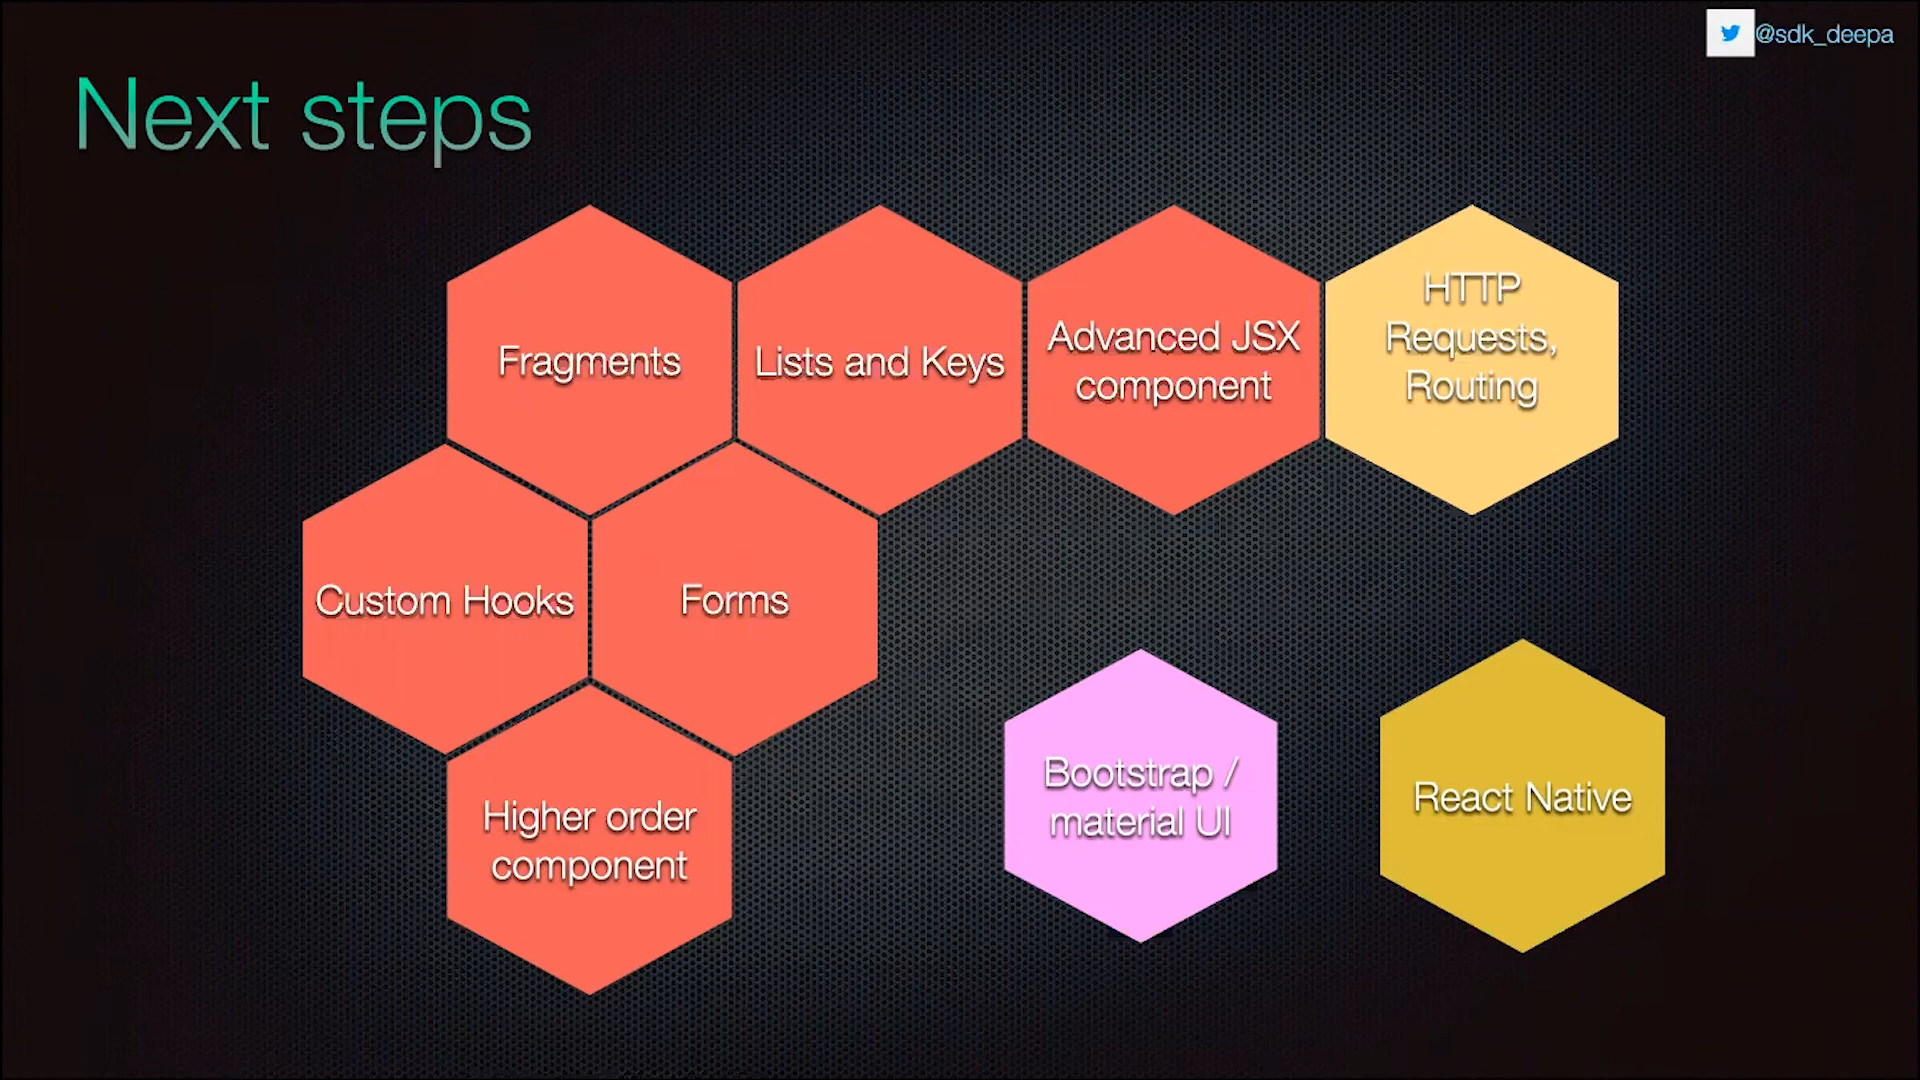 @sdk_deepa
Next steps
Fragments
Lists and Keys
Advanced JSX
component
HTTP
Requests,
Routing
Custom Hooks
Forms
Higher order
component
Bootstrap /
material UI
React Native